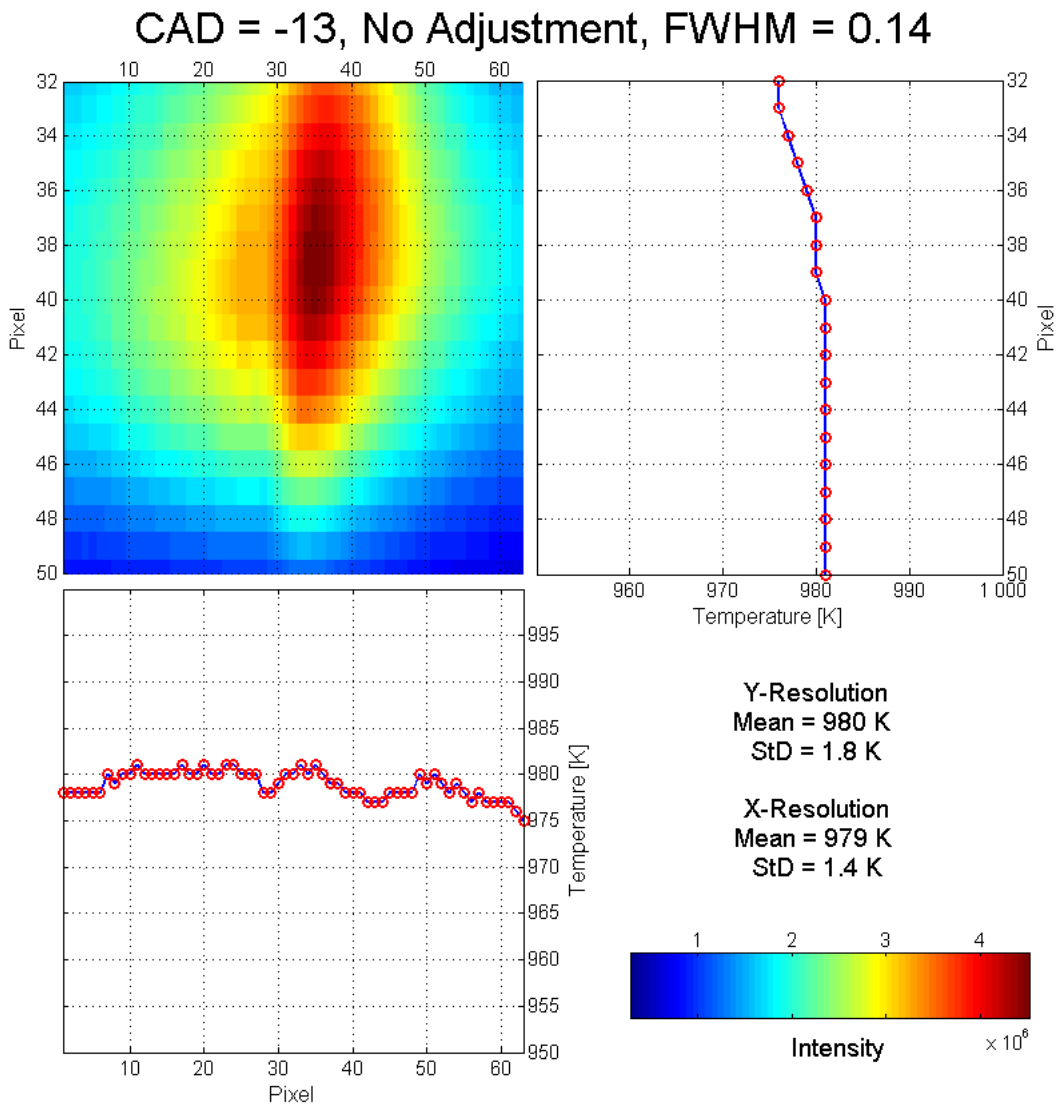 CAD = -13, No Adjustment, FWHM = 0.14
10 20 30 40 50 60
32
34
36
38
40
42
44
46
48
50
Pixel
32
34
36
38
40
42
44
46
48
50
Pixel
960 970 980 990 1 000
Temperature [K]
995
990
985
980
975
970
965
960
955
950
Temperature [K]
10 20 30 40 50 60
Pixel
Y-Resolution
Mean = 980 K
StD = 1.8 K
X-Resolution
Mean = 979 K
StD = 1.4 K
1 2 3 4
Intensity
x 10⁶